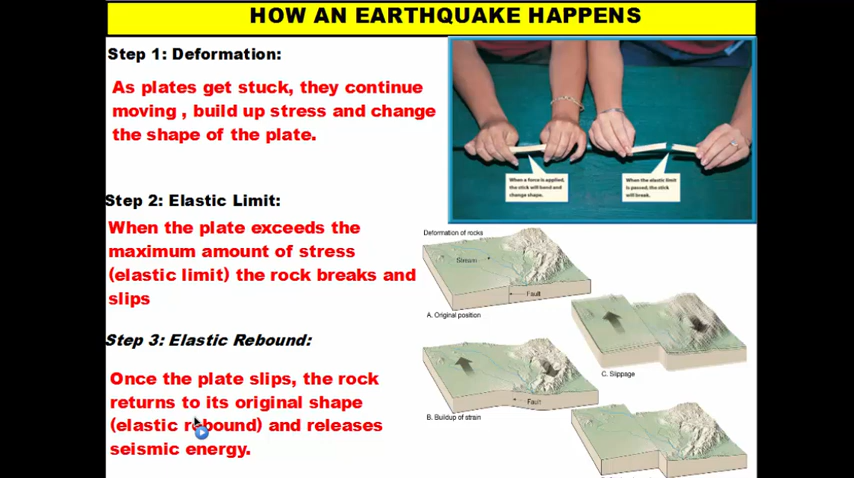 HOW AN EARTHQUAKE HAPPENS
Step 1: Deformation:
As plates get stuck, they continue
moving , build up stress and change
the shape of the plate.
Step 2: Elastic Limit:
When the plate exceeds the
maximum amount of stress
(elastic limit) the rock breaks and
slips
Step 3: Elastic Rebound:
Once the plate slips, the rock
returns to its original shape
(elastic rebound) and releases
seismic energy.
When a force is applied,
the stick will bend and
change shape.
When the elastic limit
is passed, the stick
will break.
Deformation of rocks
Stream
Fault
A. Original position
Fault
B. Buildup of strain
C. Slippage